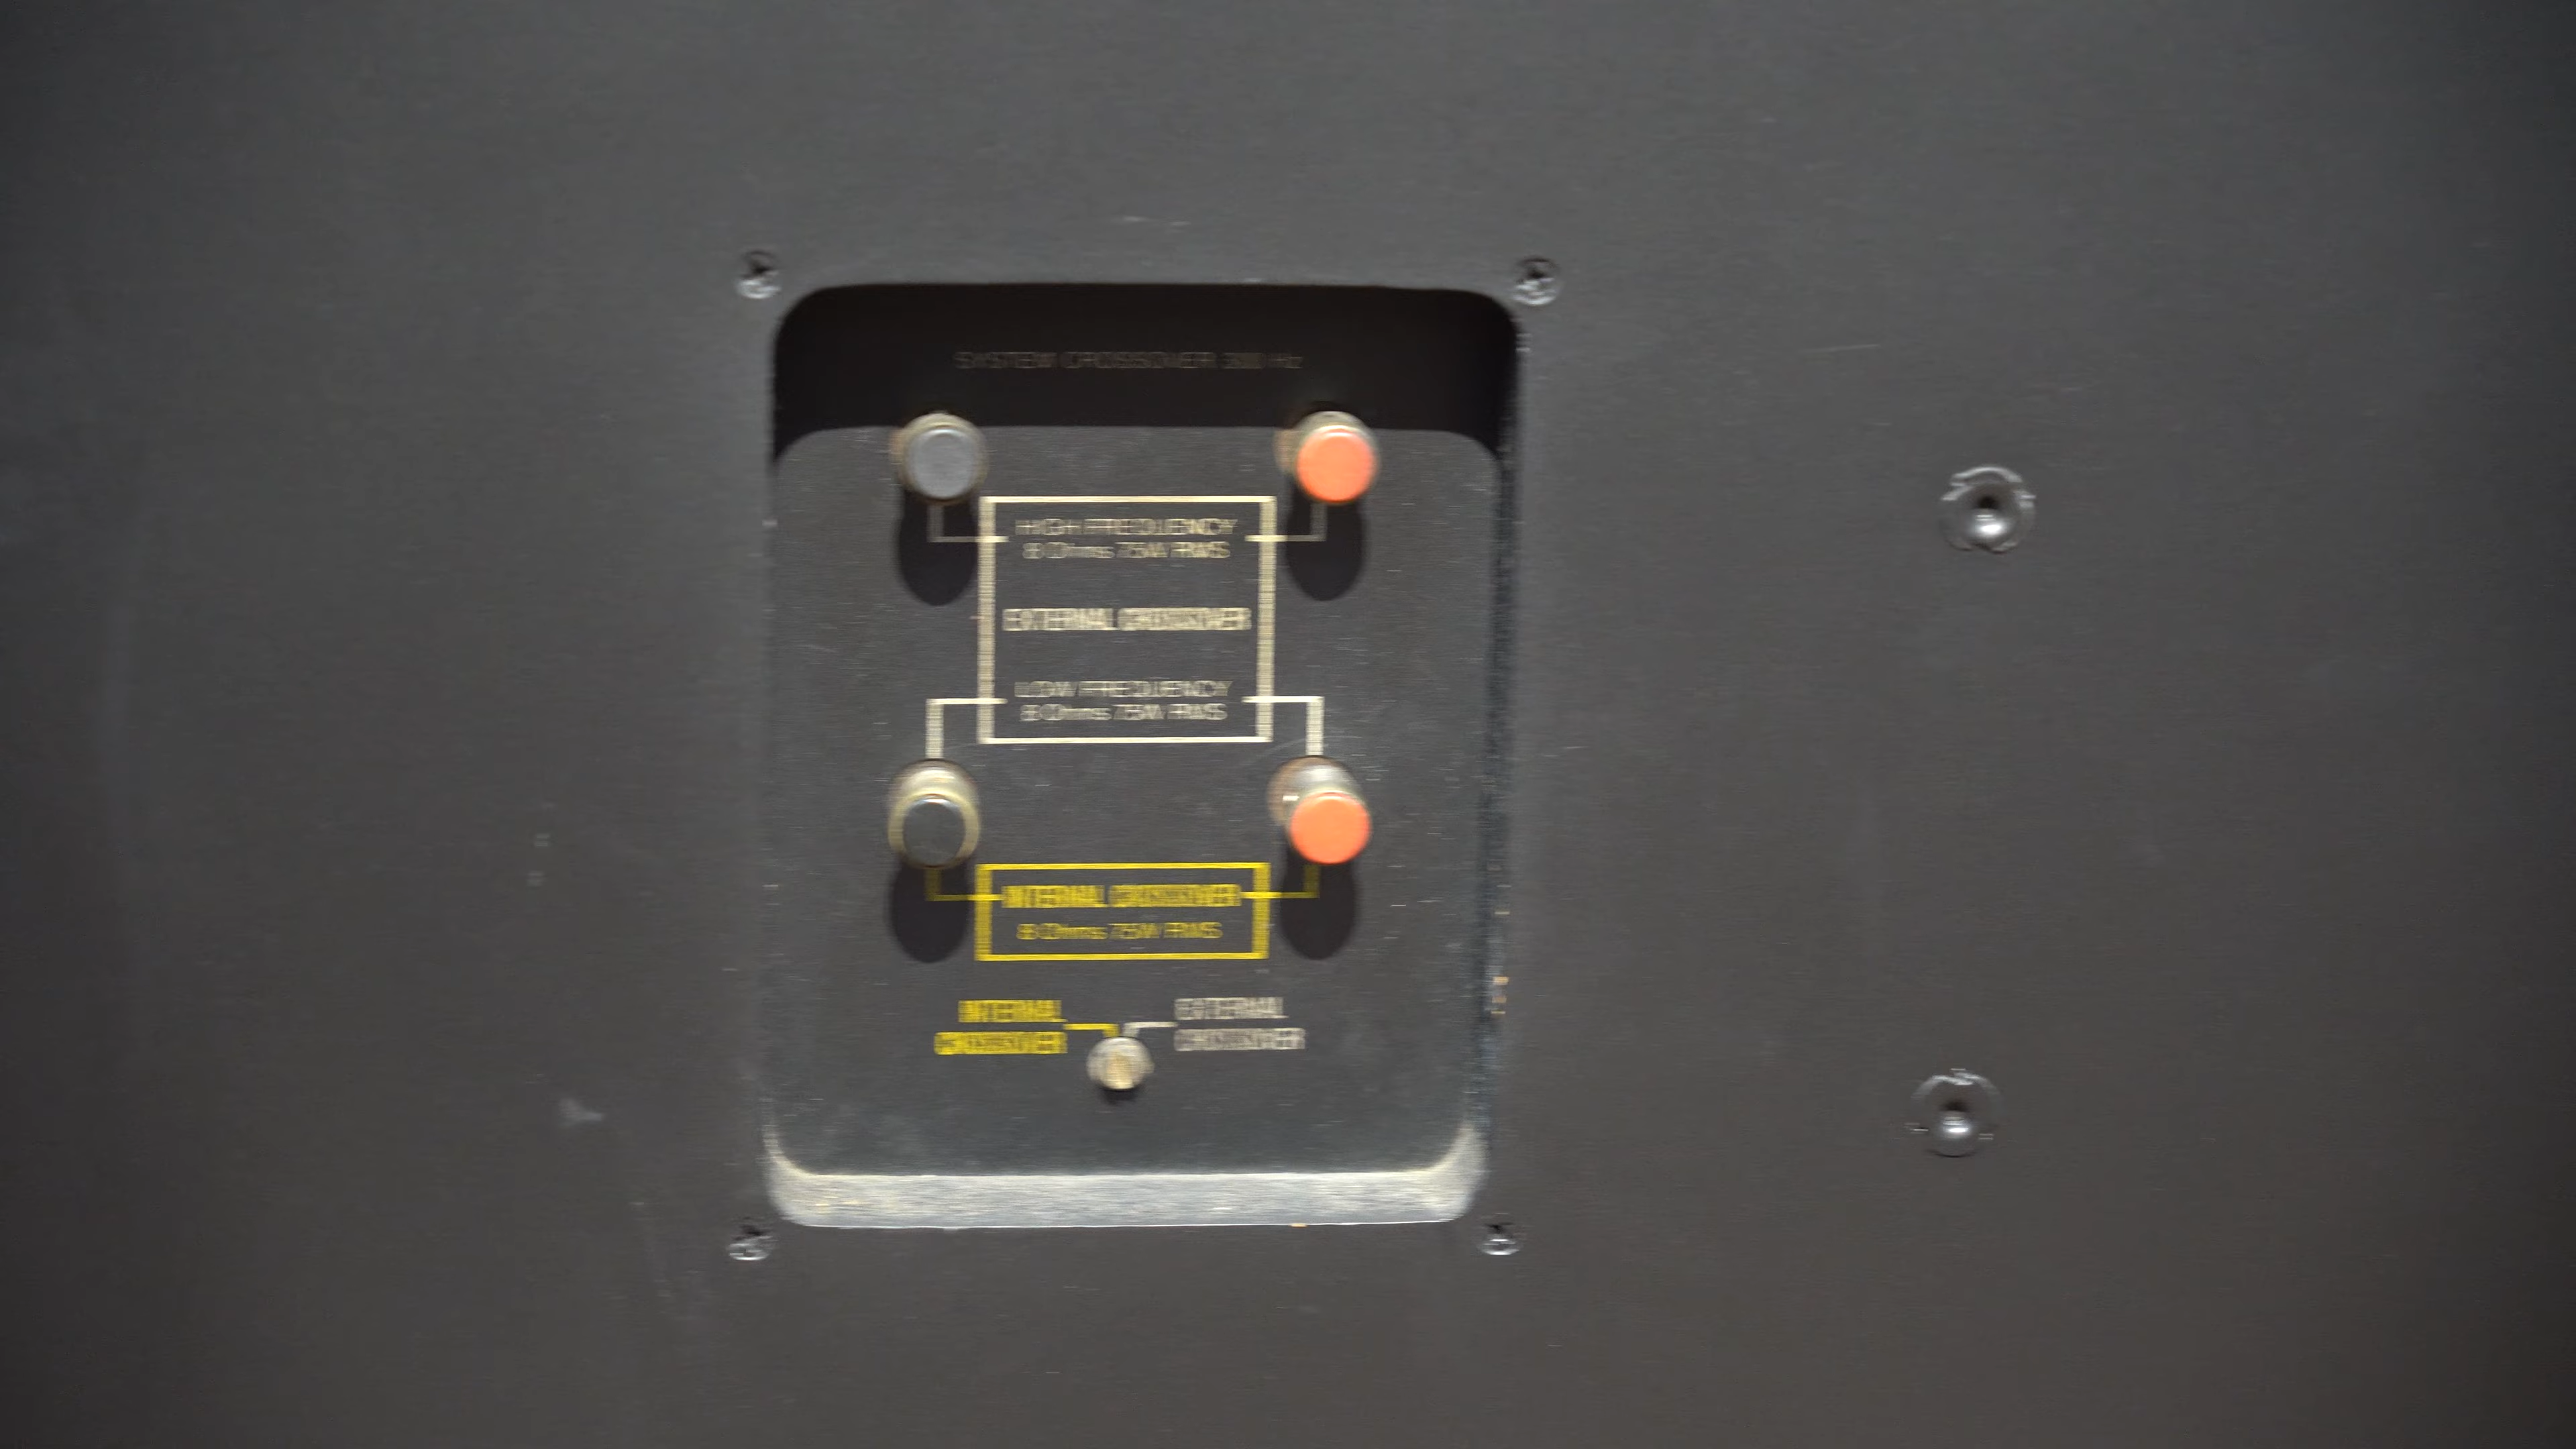 SYSTEM CROSSOVER Hz
HIGH FREQUENCY
8 Ohms 75W RMS
EXTERNAL CROSSOVER
LOW FREQUENCY
8 Ohms 75W RMS
INTERNAL CROSSOVER
8 Ohms 75W RMS
INTERNAL
CROSSOVER
EXTERNAL
CROSSOVER